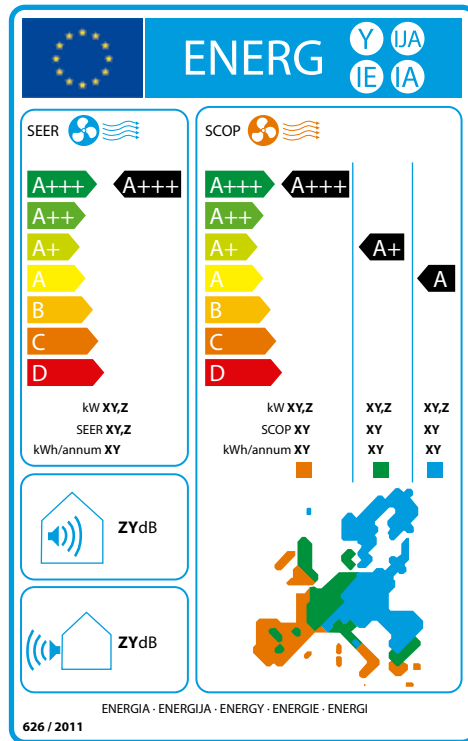 ENERG Y IJA
IE IA
SEER
A+++ A+++
A++
A+
A
B
C
D
kW XY,Z
SEER XY,Z
kWh/annum XY
SCOP
A+++ A+++
A++
A+ A+
A A
B
C
D
kW XY,Z XY,Z XY,Z
SCOP XY XY XY
kWh/annum XY XY XY
ZYdB
ZYdB
ENERGIA · ENERGIJA · ENERGY · ENERGIE · ENERGI
626 / 2011